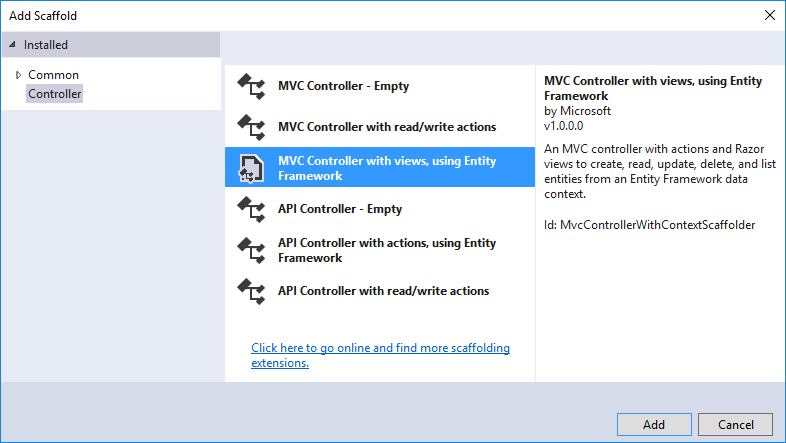 Add Scaffold
Installed
Common
Controller
MVC Controller - Empty
MVC Controller with read/write actions
MVC Controller with views, using Entity
Framework
API Controller - Empty
API Controller with actions, using Entity
Framework
API Controller with read/write actions
Click here to go online and find more scaffolding
extensions.
MVC Controller with views, using Entity
Framework
by Microsoft
v1.0.0.0
An MVC controller with actions and Razor
views to create, read, update, delete, and list
entities from an Entity Framework data
context.
Id: MvcControllerWithContextScaffolder
Add
Cancel